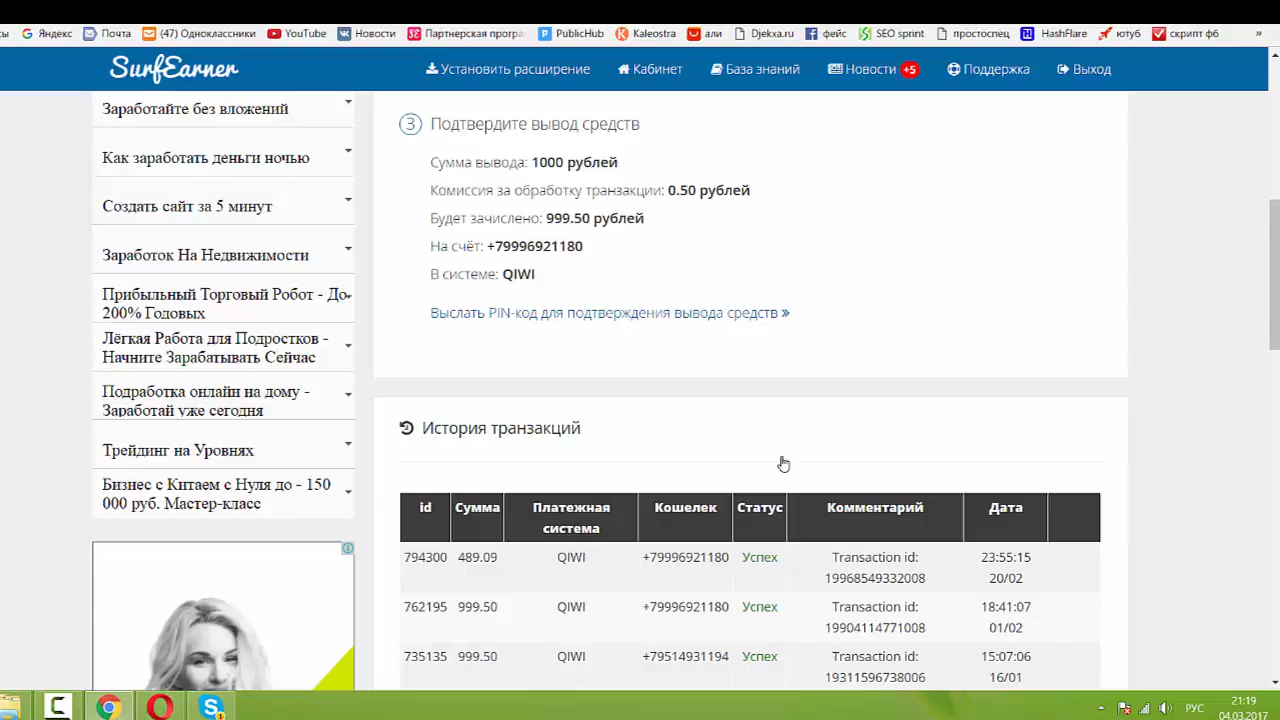 сы Яндекс Почта (47) Одноклассники YouTube Новости Партнерская програ PublicHub Kaleostra али Djekxa.ru фейс SEO sprint простоспец HashFlare ютуб скрипт фб »
SurfEarner Установить расширение Кабинет База знаний Новости +5 Поддержка Выход
Заработайте без вложений
Как заработать деньги ночью
Создать сайт за 5 минут
Заработок На Недвижимости
Прибыльный Торговый Робот - До
200% Годовых
Лёгкая Работа для Подростков -
Начните Зарабатывать Сейчас
Подработка онлайн на дому -
Заработай уже сегодня
Трейдинг на Уровнях
Бизнес с Китаем с Нуля до - 150
000 руб. Мастер-класс
3 Подтвердите вывод средств
Сумма вывода: 1000 рублей
Комиссия за обработку транзакции: 0.50 рублей
Будет зачислено: 999.50 рублей
На счёт: +79996921180
В системе: QIWI
Выслать PIN-код для подтверждения вывода средств »
История транзакций
id Сумма Платежная система Кошелек Статус Комментарий Дата
794300 489.09 QIWI +79996921180 Успех Transaction id: 23:55:15
19968549332008 20/02
762195 999.50 QIWI +79996921180 Успех Transaction id: 18:41:07
19904114771008 01/02
735135 999.50 QIWI +79514931194 Успех Transaction id: 15:07:06
19311596738006 16/01
РУС 21:19
04.03.2017